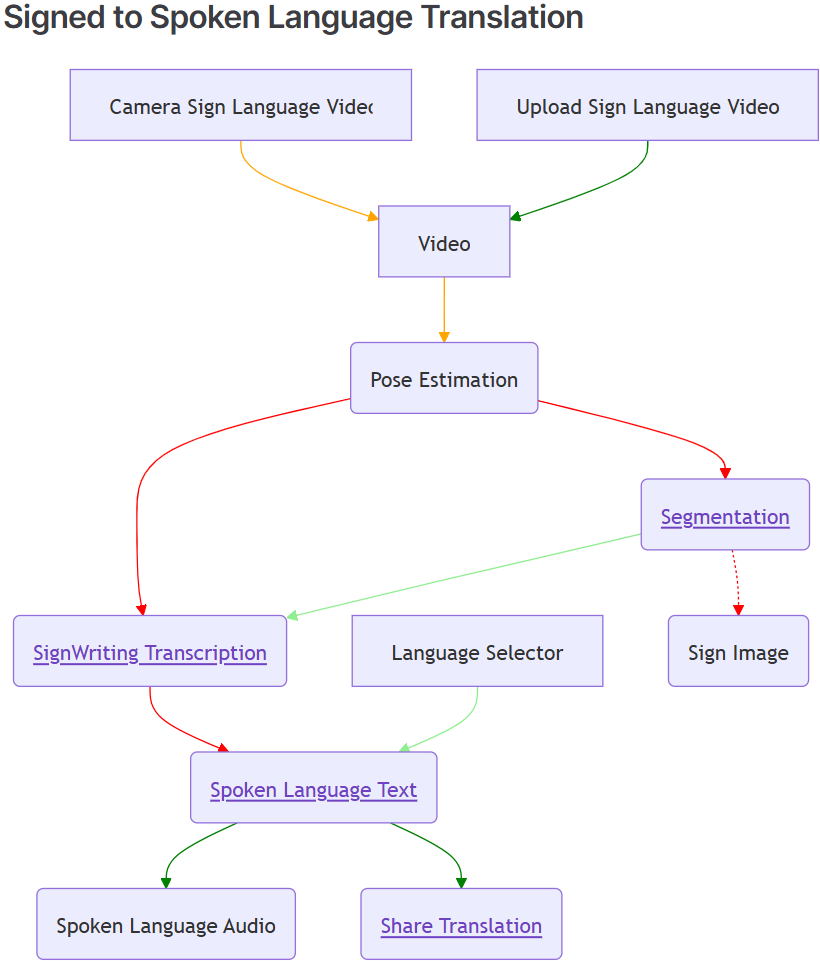 Signed to Spoken Language Translation
Camera Sign Language Videc
Upload Sign Language Video
Video
Pose Estimation
Segmentation
SignWriting Transcription
Language Selector
Sign Image
Spoken Language Text
Spoken Language Audio
Share Translation